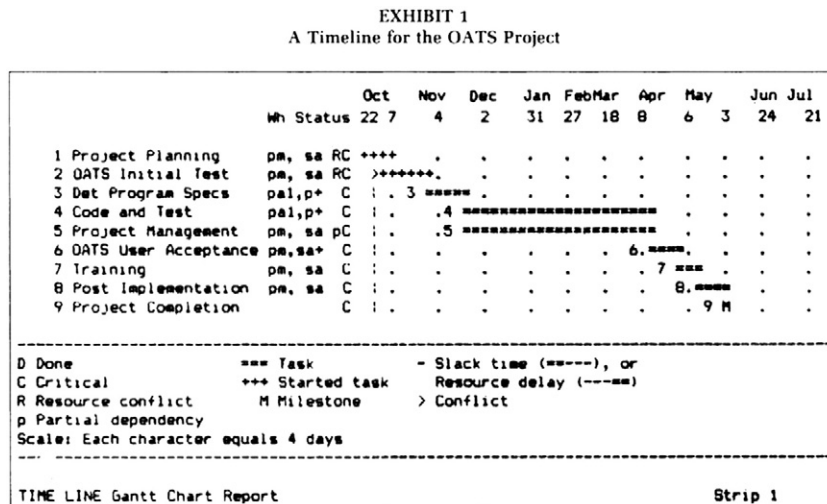 EXHIBIT 1
A Timeline for the OATS Project
Oct Nov Dec Jan FebMar Apr May Jun Jul
Wh Status 22 7 4 2 31 27 18 8 6 3 24 21
1 Project Planning pm, sa RC ++++ . . . . . . . . . .
2 OATS Initial Test pm, sa RC >++++++. . . . . . . . . .
3 Det Program Specs pa1,p+ C ¦ . 3 ===== . . . . . . . . .
4 Code and Test pa1,p+ C ¦ . .4 ============================ . . . .
5 Project Management pm, sa pC ¦ . .5 ============================ . . . .
6 OATS User Acceptance pm,sa+ C ¦ . . . . . . 6.====. . . .
7 Training pm, sa C ¦ . . . . . . . 7 === . . .
8 Post Implementation pm, sa C ¦ . . . . . . . 8.==== . .
9 Project Completion C ¦ . . . . . . . . . 9 M . .
D Done === Task - Slack time (==---), or
C Critical +++ Started task Resource delay (---==)
R Resource conflict M Milestone > Conflict
p Partial dependency
Scale: Each character equals 4 days
TIME LINE Gantt Chart Report Strip 1